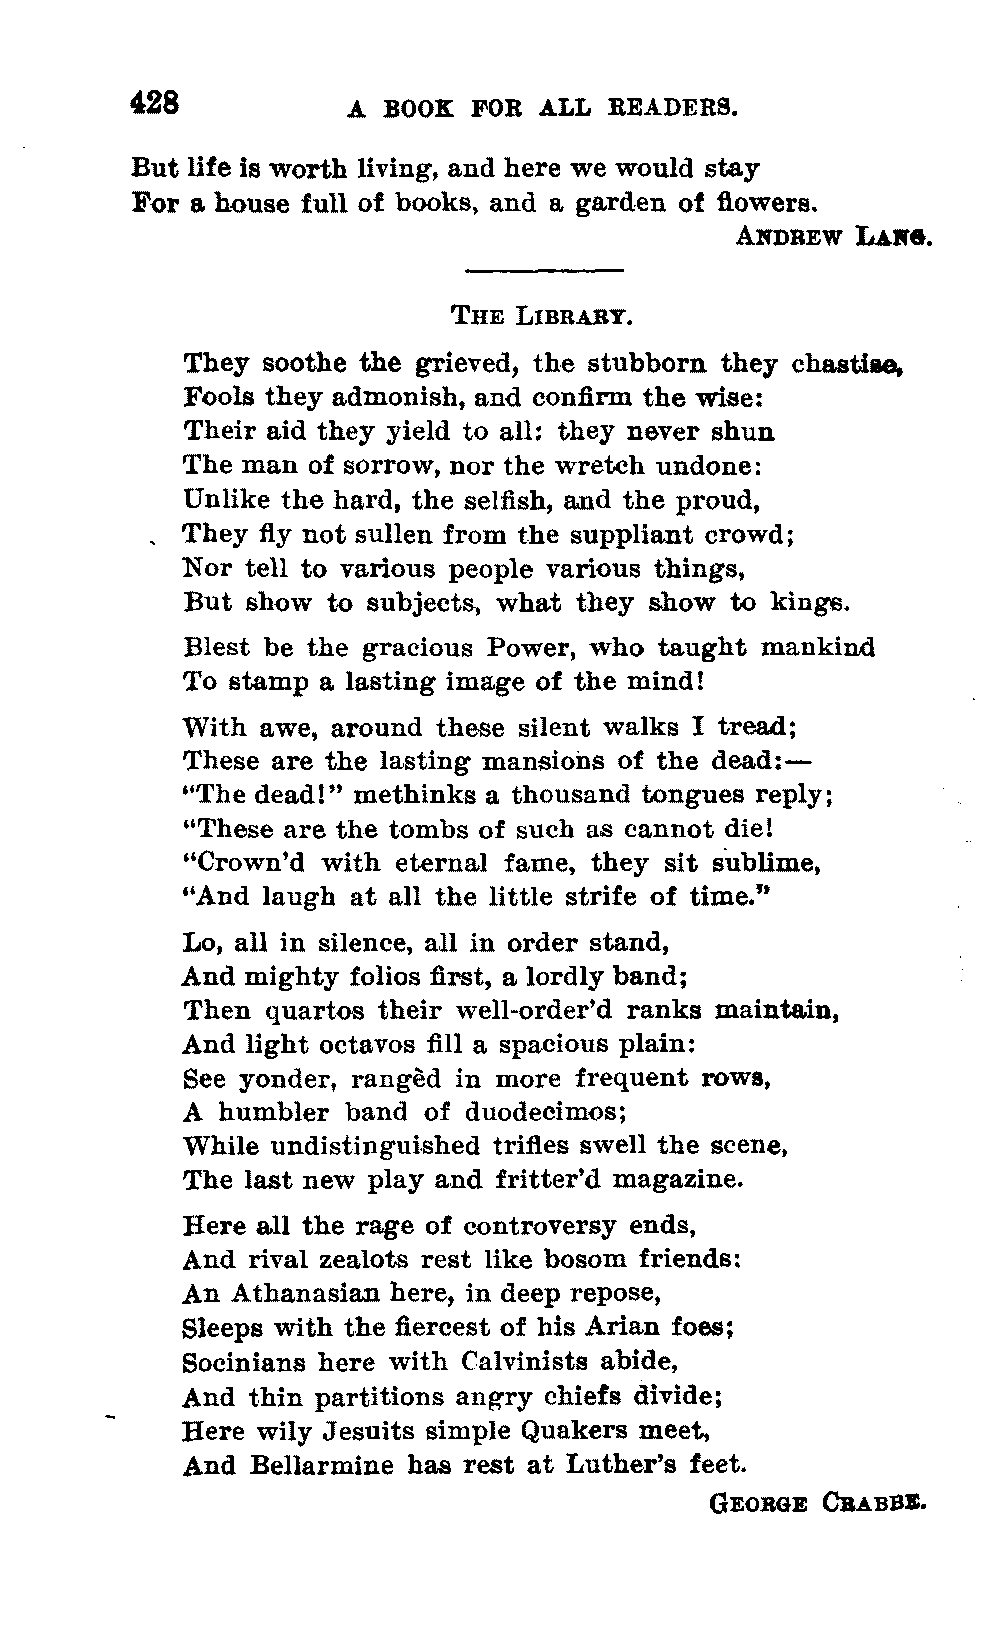 428 A BOOK FOR ALL READERS.
But life is worth living, and here we would stay
For a house full of books, and a garden of flowers.
ANDREW LANG.
THE LIBRARY.
They soothe the grieved, the stubborn they chastise,
Fools they admonish, and confirm the wise:
Their aid they yield to all: they never shun
The man of sorrow, nor the wretch undone:
Unlike the hard, the selfish, and the proud,
They fly not sullen from the suppliant crowd;
Nor tell to various people various things,
But show to subjects, what they show to kings.
Blest be the gracious Power, who taught mankind
To stamp a lasting image of the mind!
With awe, around these silent walks I tread;
These are the lasting mansions of the dead:—
"The dead!" methinks a thousand tongues reply;
"These are the tombs of such as cannot die!
"Crown'd with eternal fame, they sit sublime,
"And laugh at all the little strife of time."
Lo, all in silence, all in order stand,
And mighty folios first, a lordly band;
Then quartos their well-order'd ranks maintain,
And light octavos fill a spacious plain:
See yonder, rangèd in more frequent rows,
A humbler band of duodecimos;
While undistinguished trifles swell the scene,
The last new play and fritter'd magazine.
Here all the rage of controversy ends,
And rival zealots rest like bosom friends:
An Athanasian here, in deep repose,
Sleeps with the fiercest of his Arian foes;
Socinians here with Calvinists abide,
And thin partitions angry chiefs divide;
Here wily Jesuits simple Quakers meet,
And Bellarmine has rest at Luther's feet.
GEORGE CRABBE.